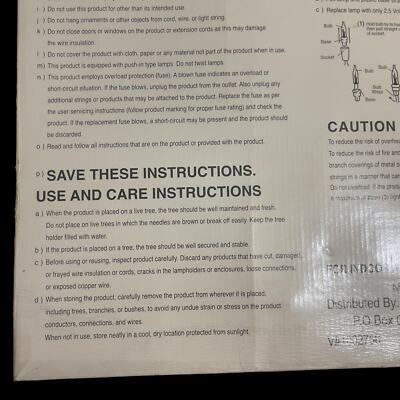 i ) Do not use this product for other than its intended use.
j ) Do not hang ornaments or other objects from cord, wire, or light string.
k ) Do not close doors or windows on the product or extension cords as this may damage
the wire insulation.
l ) Do not cover the product with cloth, paper or any material not part of the product when in use.
m) This product is equipped with push-in type lamps. Do not twist lamps.
n ) This product employs overload protection (fuse). A blown fuse indicates an overload or
short-circuit situation. If the fuse blows, unplug the product from the outlet. Also unplug any
additional strings or products that may be attached to the product. Replace the fuse as per
the user servicing instructions (follow product marking for proper fuse rating) and check the
product. If the replacement fuse blows, a short-circuit may be present and the product should
be discarded.
o ) Read and follow all instructions that are on the product or provided with the product.
p ) SAVE THESE INSTRUCTIONS.
USE AND CARE INSTRUCTIONS
a ) When the product is placed on a live tree, the tree should be well maintained and fresh.
Do not place on live trees in which the needles are brown or break off easily. Keep the tree
holder filled with water.
b ) If the product is placed on a tree, the tree should be well secured and stable.
c ) Before using or reusing, inspect product carefully. Discard any products that have cut, damaged,
or frayed wire insulation or cords, cracks in the lampholders or enclosures, loose connections,
or exposed copper wire.
d ) When storing the product, carefully remove the product from wherever it is placed,
including trees, branches, or bushes, to avoid any undue strain or stress on the product
conductors, connections, and wires.
When not in use, store neatly in a cool, dry location protected from sunlight.
c ) Replace lamp with only 2.5 Volt
Bulb
Base
Socket
(1)
then pull straight
of socket.
Bulb
Bulb
Bulb
Wires
Base
CAUTION
To reduce the risk of
To reduce the risk of fire and
branch coverings of metal or
strings in a manner that can
Do not overload. If the
a maximum of three (3) light
Distributed By:
P.O Box